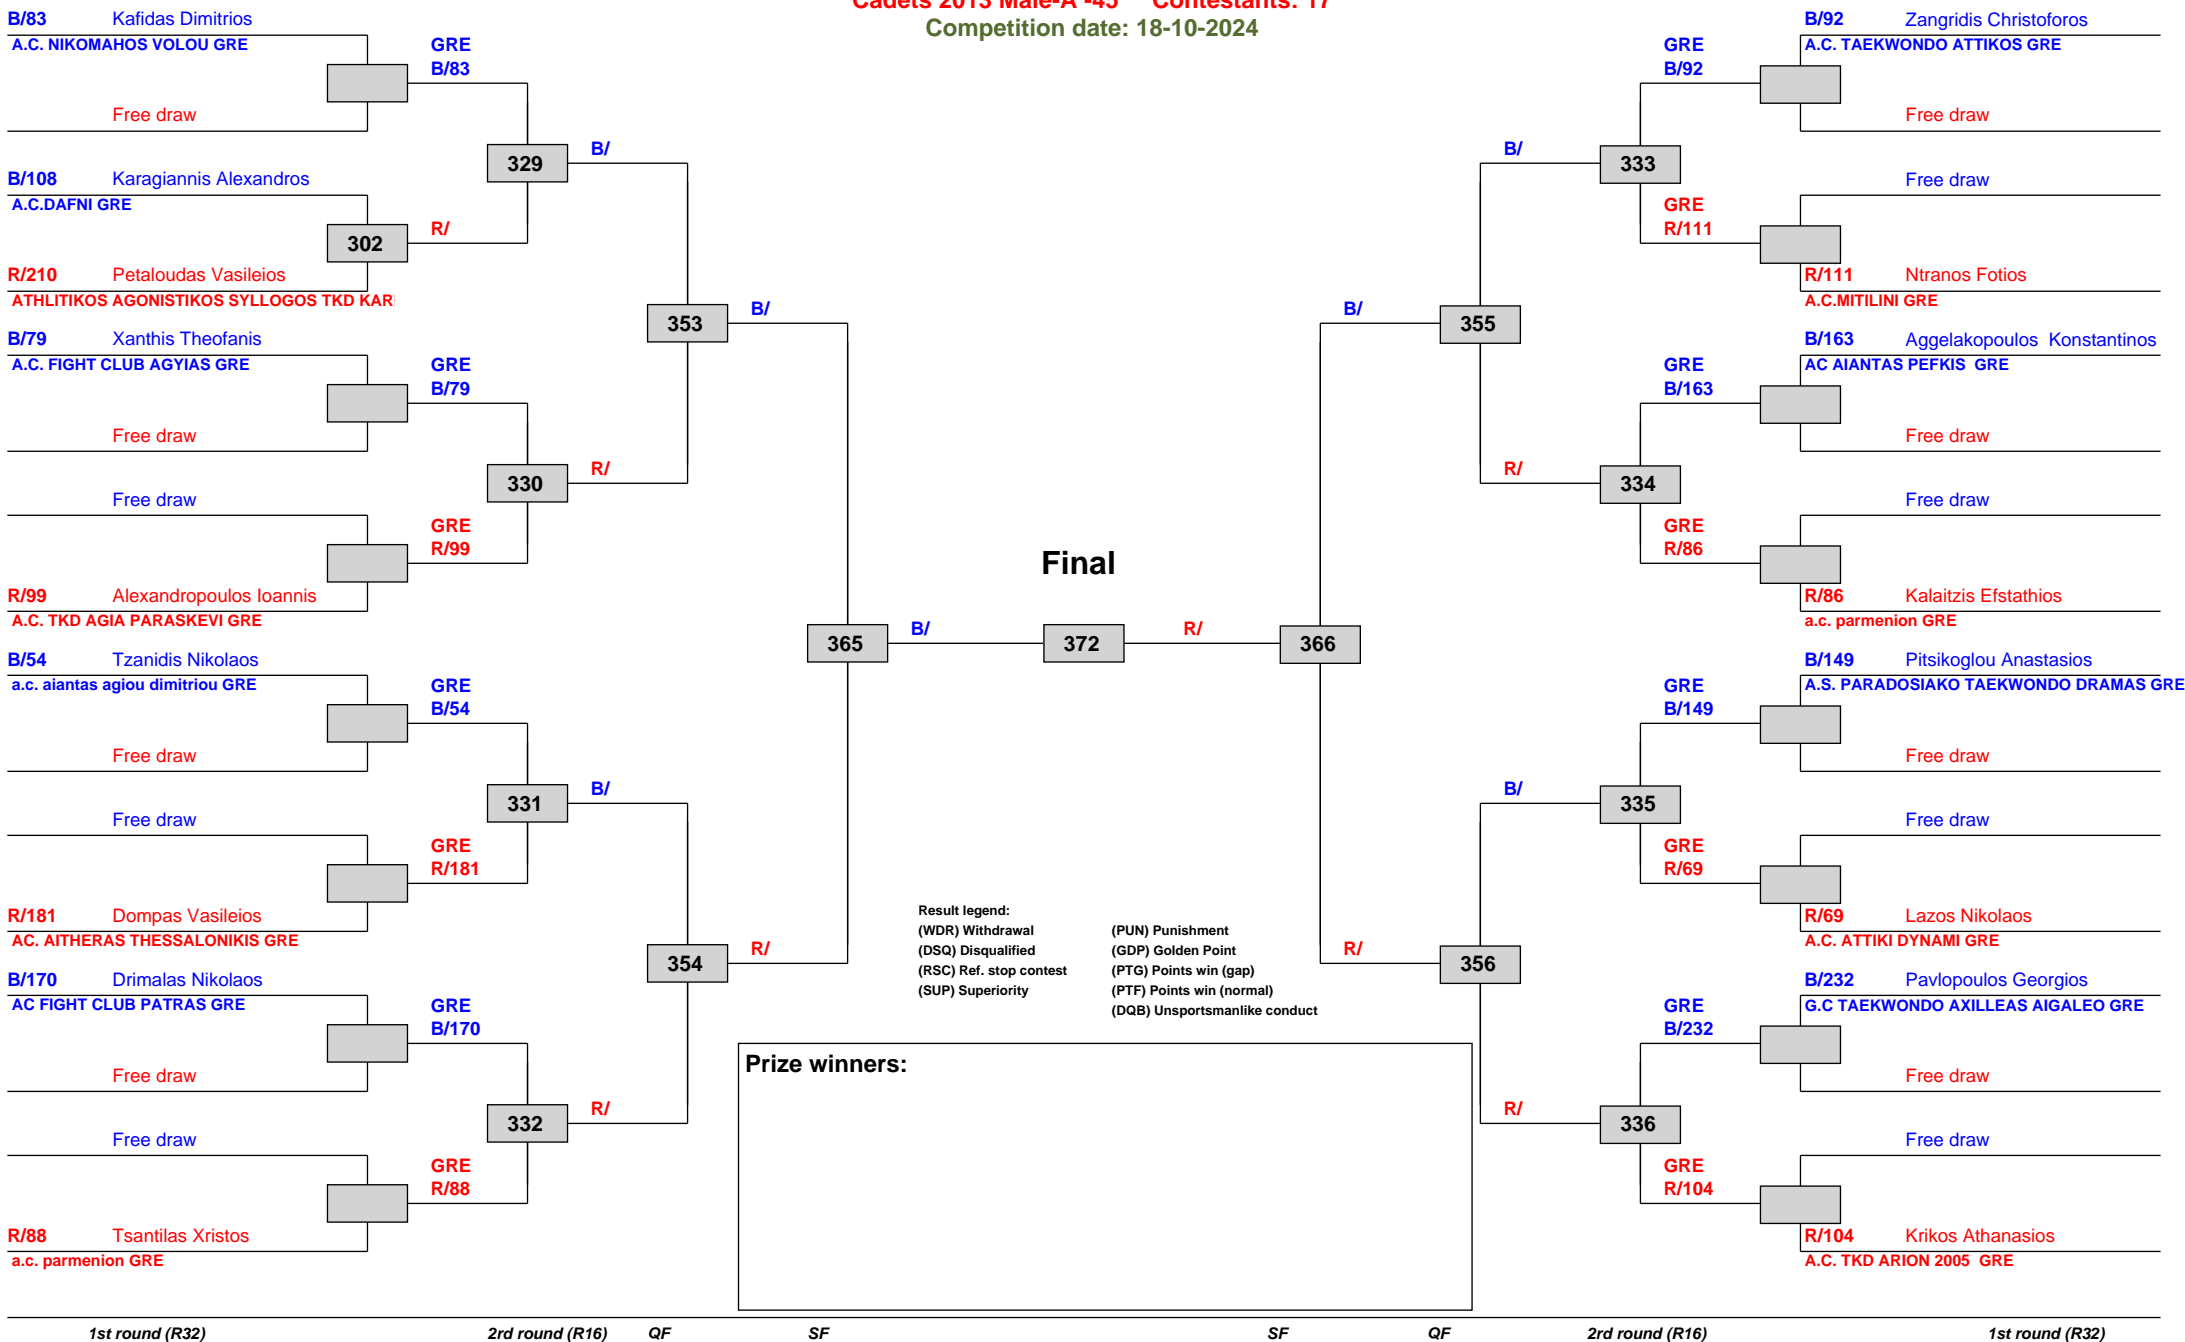 Cadets 2013 Male-A -45 Contestants: 17
Competition date: 18-10-2024
B/83 Kafidas Dimitrios
A.C. NIKOMAHOS VOLOU GRE
GRE
B/83
Free draw
329
B/
B/108 Karagiannis Alexandros
A.C.DAFNI GRE
302
R/
R/210 Petaloudas Vasileios
ATHLITIKOS AGONISTIKOS SYLLOGOS TKD KAR
353
B/
B/79 Xanthis Theofanis
A.C. FIGHT CLUB AGYIAS GRE
GRE
B/79
Free draw
330
R/
Free draw
GRE
R/99
R/99 Alexandropoulos Ioannis
A.C. TKD AGIA PARASKEVI GRE
365
B/
B/54 Tzanidis Nikolaos
a.c. aiantas agiou dimitriou GRE
GRE
B/54
Free draw
331
B/
Free draw
GRE
R/181
R/181 Dompas Vasileios
AC. AITHERAS THESSALONIKIS GRE
354
R/
B/170 Drimalas Nikolaos
AC FIGHT CLUB PATRAS GRE
GRE
B/170
Free draw
332
R/
Free draw
GRE
R/88
R/88 Tsantilas Xristos
a.c. parmenion GRE
Final
372
R/
366
B/92 Zangridis Christoforos
A.C. TAEKWONDO ATTIKOS GRE
GRE
B/92
Free draw
B/
333
Free draw
GRE
R/111
R/111 Ntranos Fotios
A.C.MITILINI GRE
B/
355
B/163 Aggelakopoulos Konstantinos
AC AIANTAS PEFKIS GRE
GRE
B/163
Free draw
R/
334
Free draw
GRE
R/86
R/86 Kalaitzis Efstathios
a.c. parmenion GRE
B/149 Pitsikoglou Anastasios
A.S. PARADOSIAKO TAEKWONDO DRAMAS GRE
GRE
B/149
Free draw
B/
335
Free draw
GRE
R/69
R/69 Lazos Nikolaos
A.C. ATTIKI DYNAMI GRE
R/
356
B/232 Pavlopoulos Georgios
G.C TAEKWONDO AXILLEAS AIGALEO GRE
GRE
B/232
Free draw
R/
336
Free draw
GRE
R/104
R/104 Krikos Athanasios
A.C. TKD ARION 2005 GRE
Result legend:
(WDR) Withdrawal (PUN) Punishment
(DSQ) Disqualified (GDP) Golden Point
(RSC) Ref. stop contest (PTG) Points win (gap)
(SUP) Superiority (PTF) Points win (normal)
(DQB) Unsportsmanlike conduct
Prize winners:
1st round (R32) 2rd round (R16) QF SF SF QF 2rd round (R16) 1st round (R32)